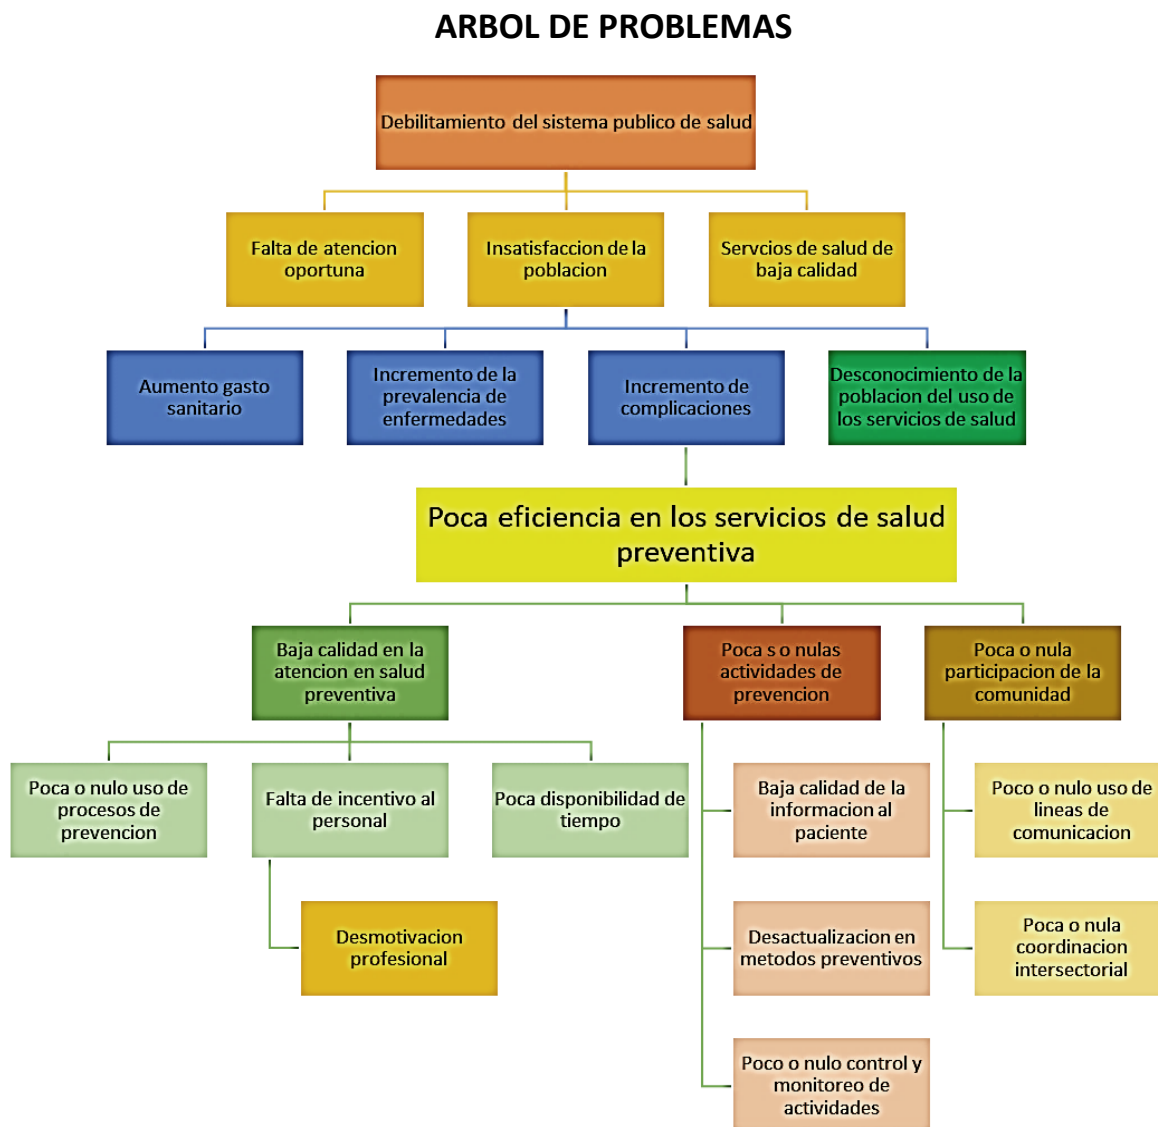 ARBOL DE PROBLEMAS
Debilitamiento del sistema publico de salud
Falta de atencion
oportuna
Insatisfaccion de la
poblacion
Servcios de salud de
baja calidad
Aumento gasto
sanitario
Incremento de la
prevalencia de
enfermedades
Incremento de
complicaciones
Desconocimiento de la
poblacion del uso de
los servicios de salud
Poca eficiencia en los servicios de salud
preventiva
Baja calidad en la
atencion en salud
preventiva
Poca s o nulas
actividades de
prevencion
Poca o nula
participacion de la
comunidad
Poca o nulo uso de
procesos de
prevencion
Falta de incentivo al
personal
Poca disponibilidad de
tiempo
Baja calidad de la
informacion al
paciente
Poco o nulo uso de
lineas de
comunicacion
Desmotivacion
profesional
Desactualizacion en
metodos preventivos
Poca o nula
coordinacion
intersectorial
Poco o nulo control y
monitoreo de
actividades